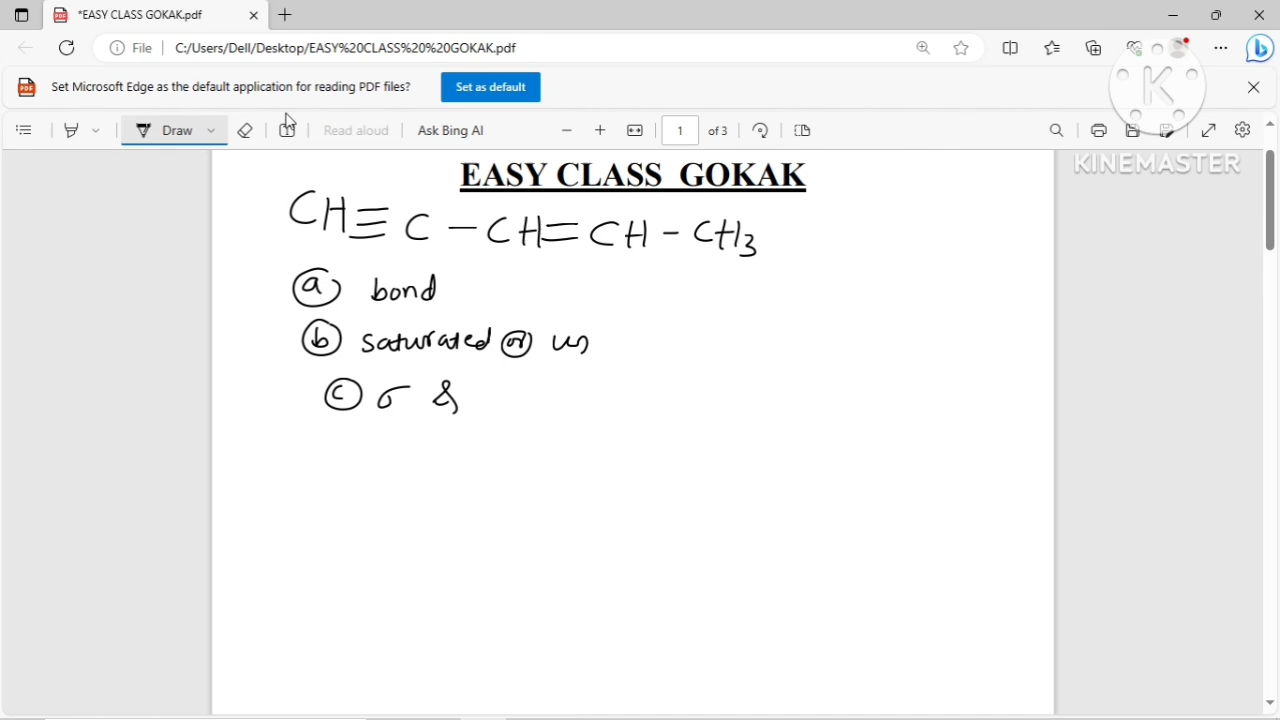 *EASY CLASS GOKAK.pdf
File | C:/Users/Dell/Desktop/EASY%20CLASS%20%20GOKAK.pdf
Set Microsoft Edge as the default application for reading PDF files? Set as default
Draw Read aloud Ask Bing AI 1 of 3
K
KINEMASTER
EASY CLASS GOKAK
CH≡C-CH=CH-CH3
a bond
b saturated or us
c σ &